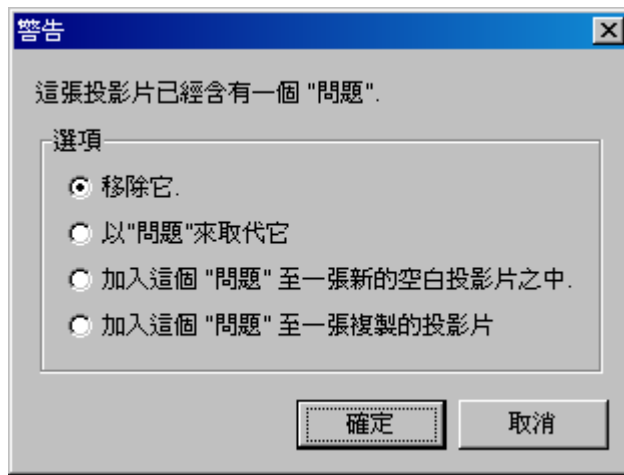 警告
這張投影片已經含有一個 "問題".
選項
移除它.
以"問題"來取代它
加入這個 "問題" 至一張新的空白投影片之中.
加入這個 "問題" 至一張複製的投影片
確定 取消